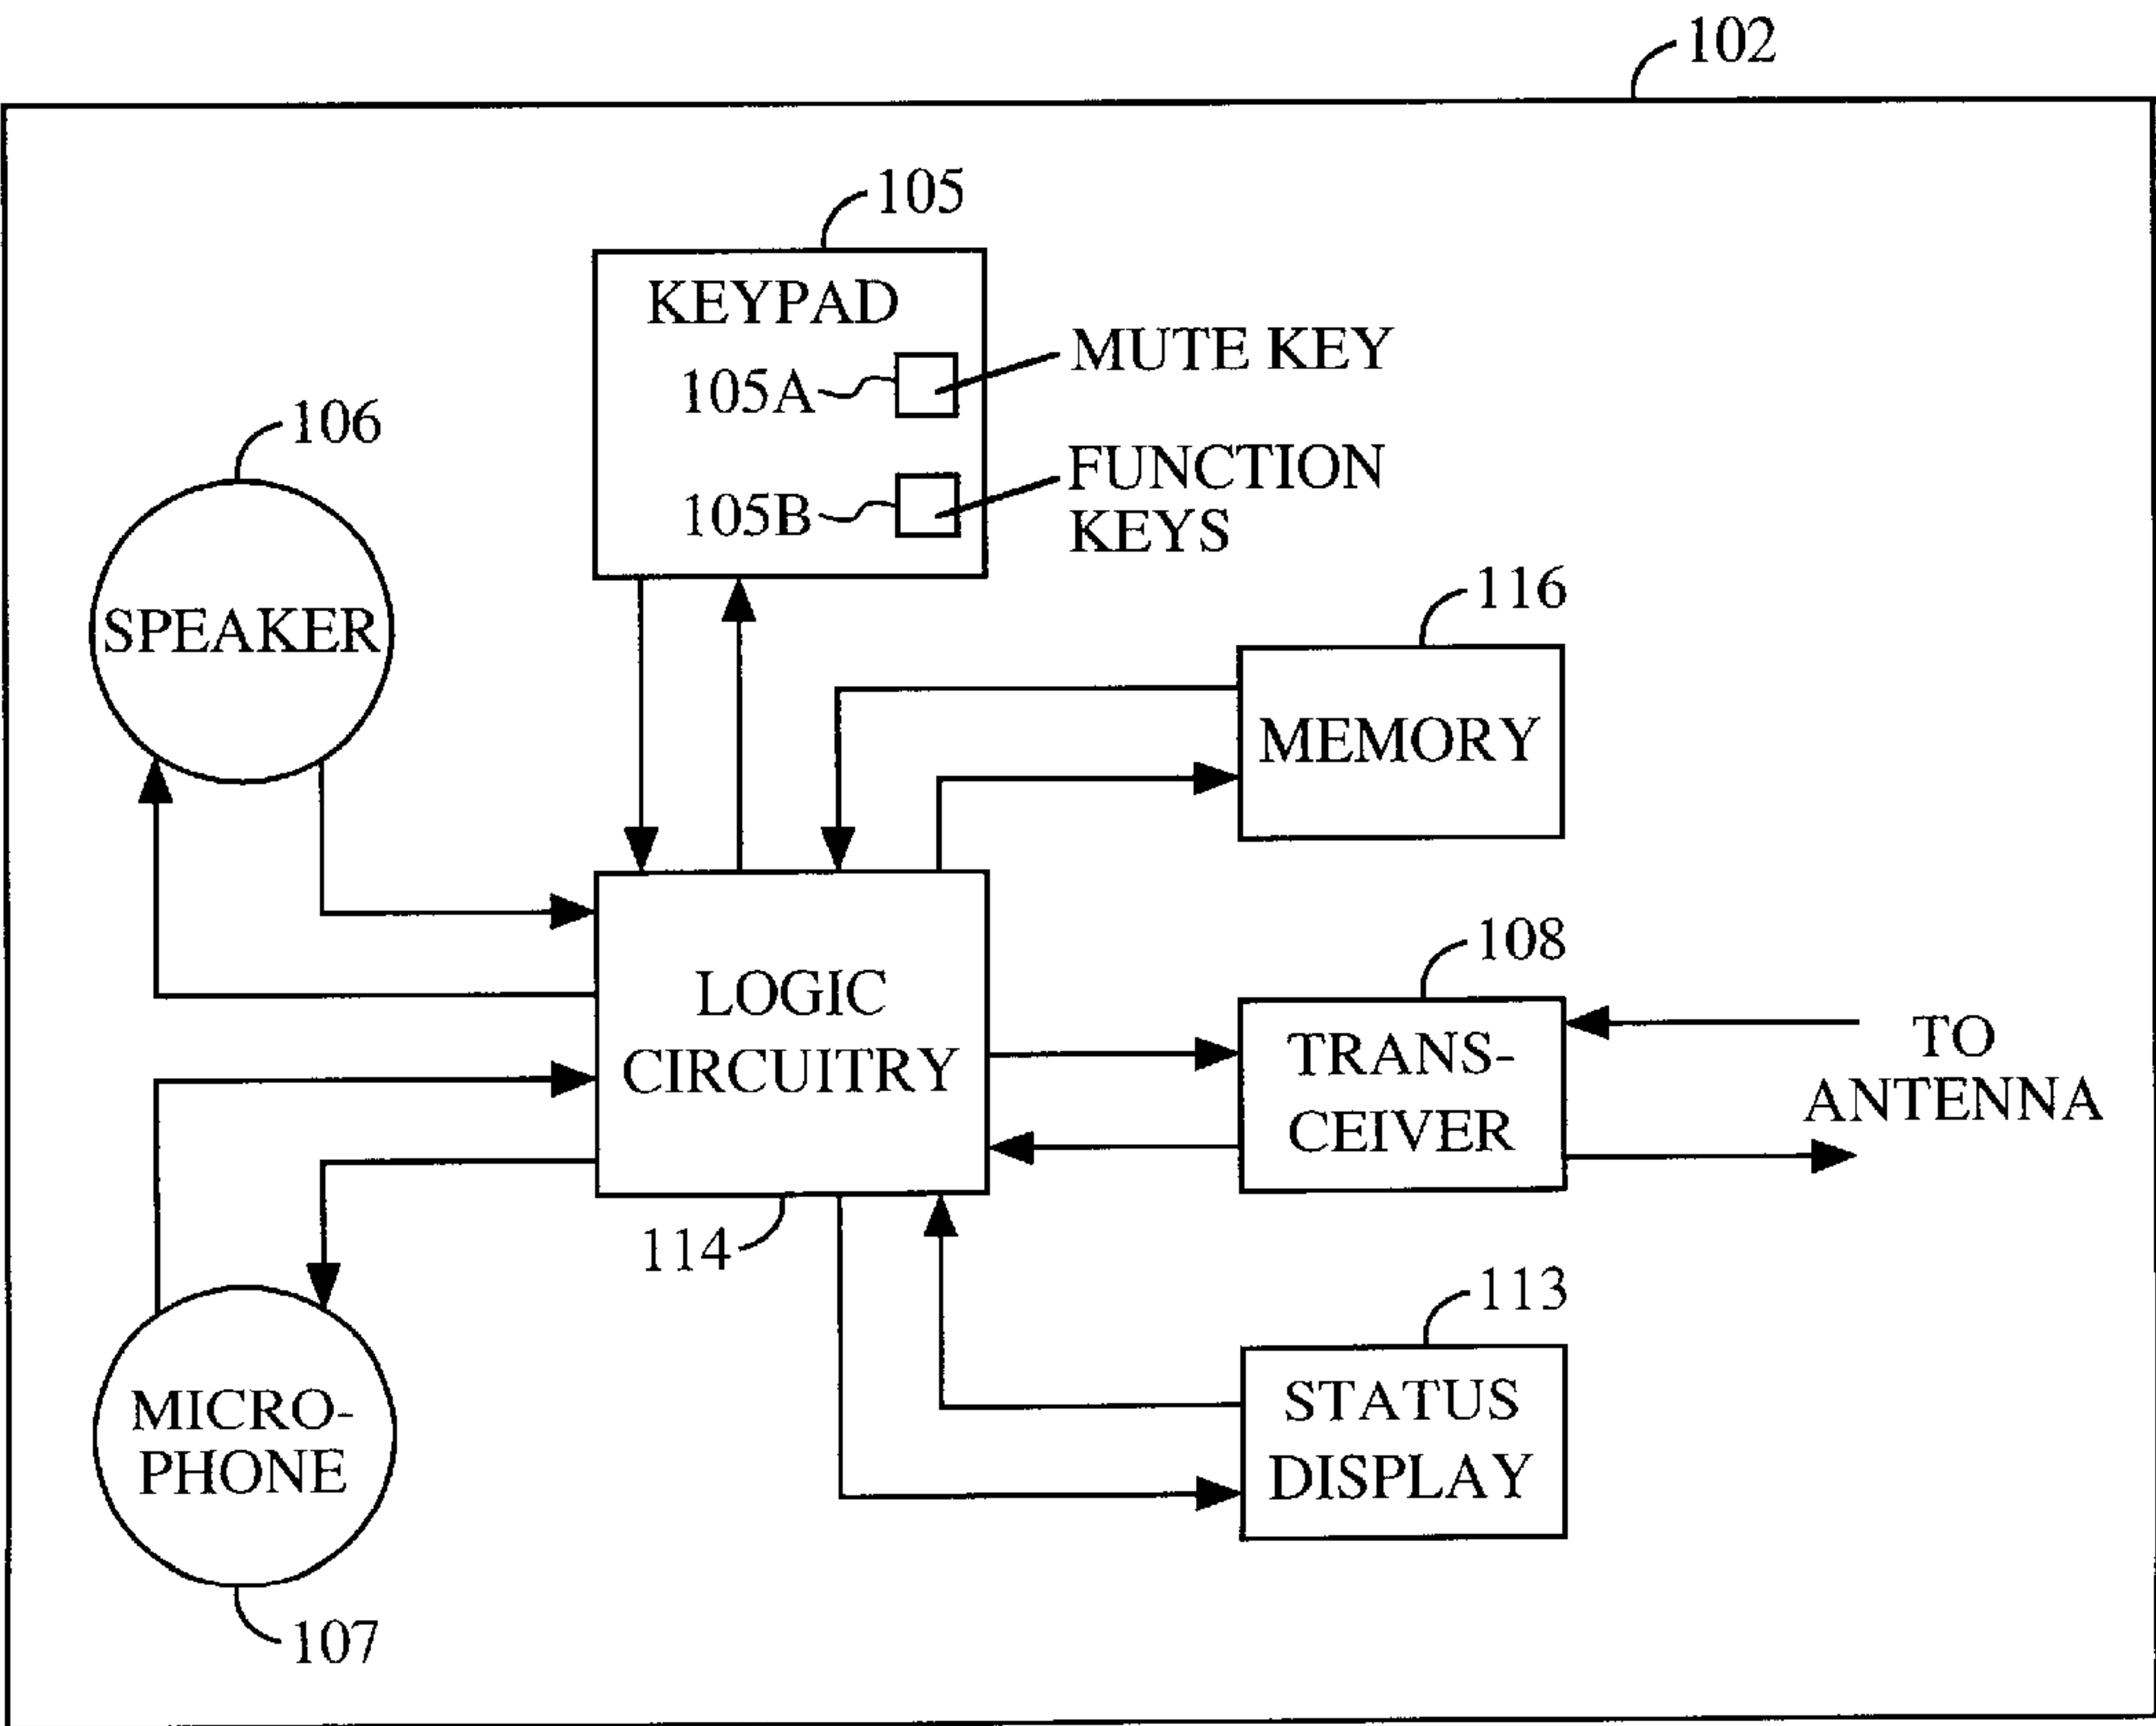 102
105
KEYPAD
105A
MUTE KEY
105B
FUNCTION
KEYS
106
SPEAKER
116
MEMORY
LOGIC
CIRCUITRY
114
108
TRANS-
CEIVER
TO
ANTENNA
113
STATUS
DISPLAY
MICRO-
PHONE
107